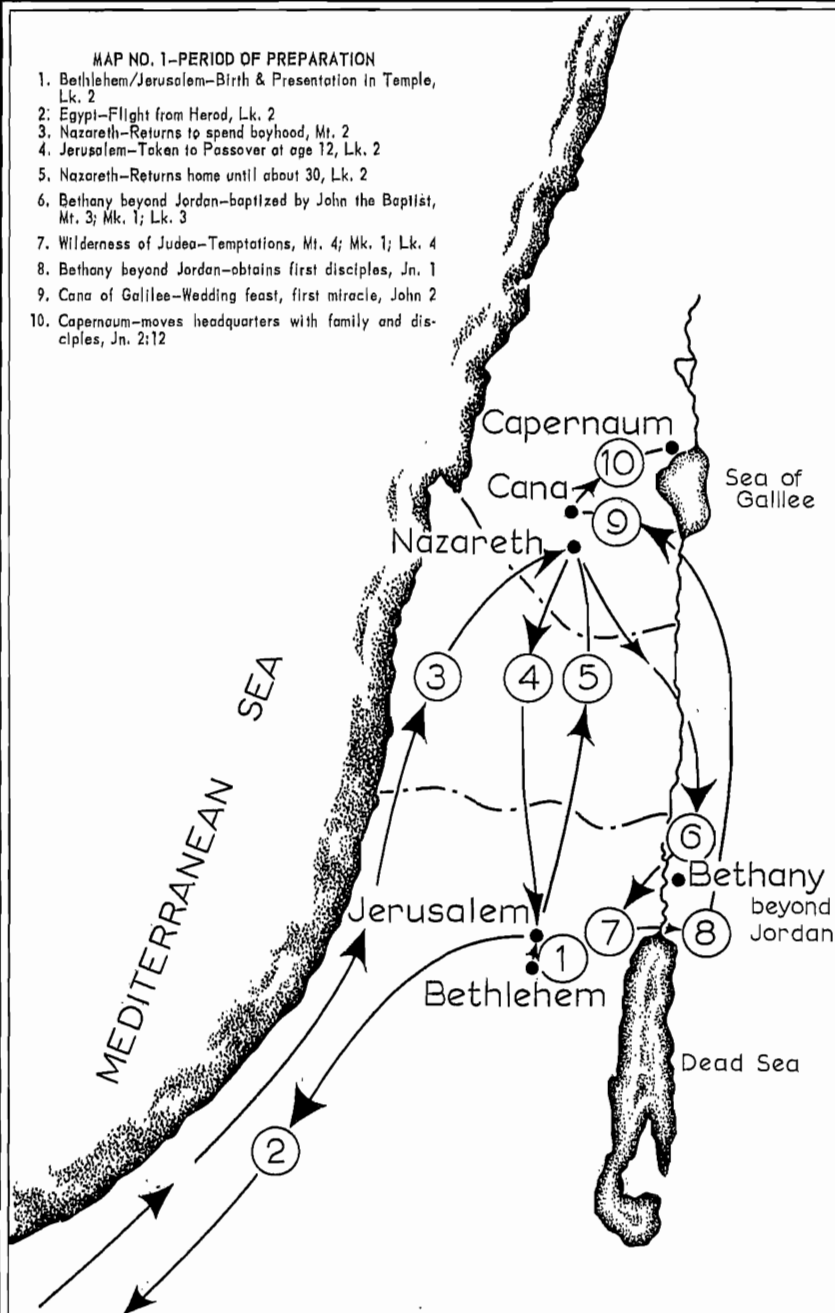 MAP NO. 1–PERIOD OF PREPARATION
1. Bethlehem/Jerusalem–Birth & Presentation in Temple,
Lk. 2
2: Egypt–Flight from Herod, Lk. 2
3. Nazareth–Returns to spend boyhood, Mt. 2
4. Jerusalem–Taken to Passover at age 12, Lk. 2
5. Nazareth–Returns home until about 30, Lk. 2
6. Bethany beyond Jordan–baptized by John the Baptist,
Mt. 3; Mk. 1; Lk. 3
7. Wilderness of Judea–Temptations, Mt. 4; Mk. 1; Lk. 4
8. Bethany beyond Jordan–obtains first disciples, Jn. 1
9. Cana of Galilee–Wedding feast, first miracle, John 2
10. Capernaum–moves headquarters with family and dis-
ciples, Jn. 2:12
Capernaum
10
Cana
Sea of
Galilee
9
Nazareth
3
4
5
MEDITERRANEAN SEA
6
Bethany
beyond
Jordan
Jerusalem
7
8
1
Bethlehem
Dead Sea
2